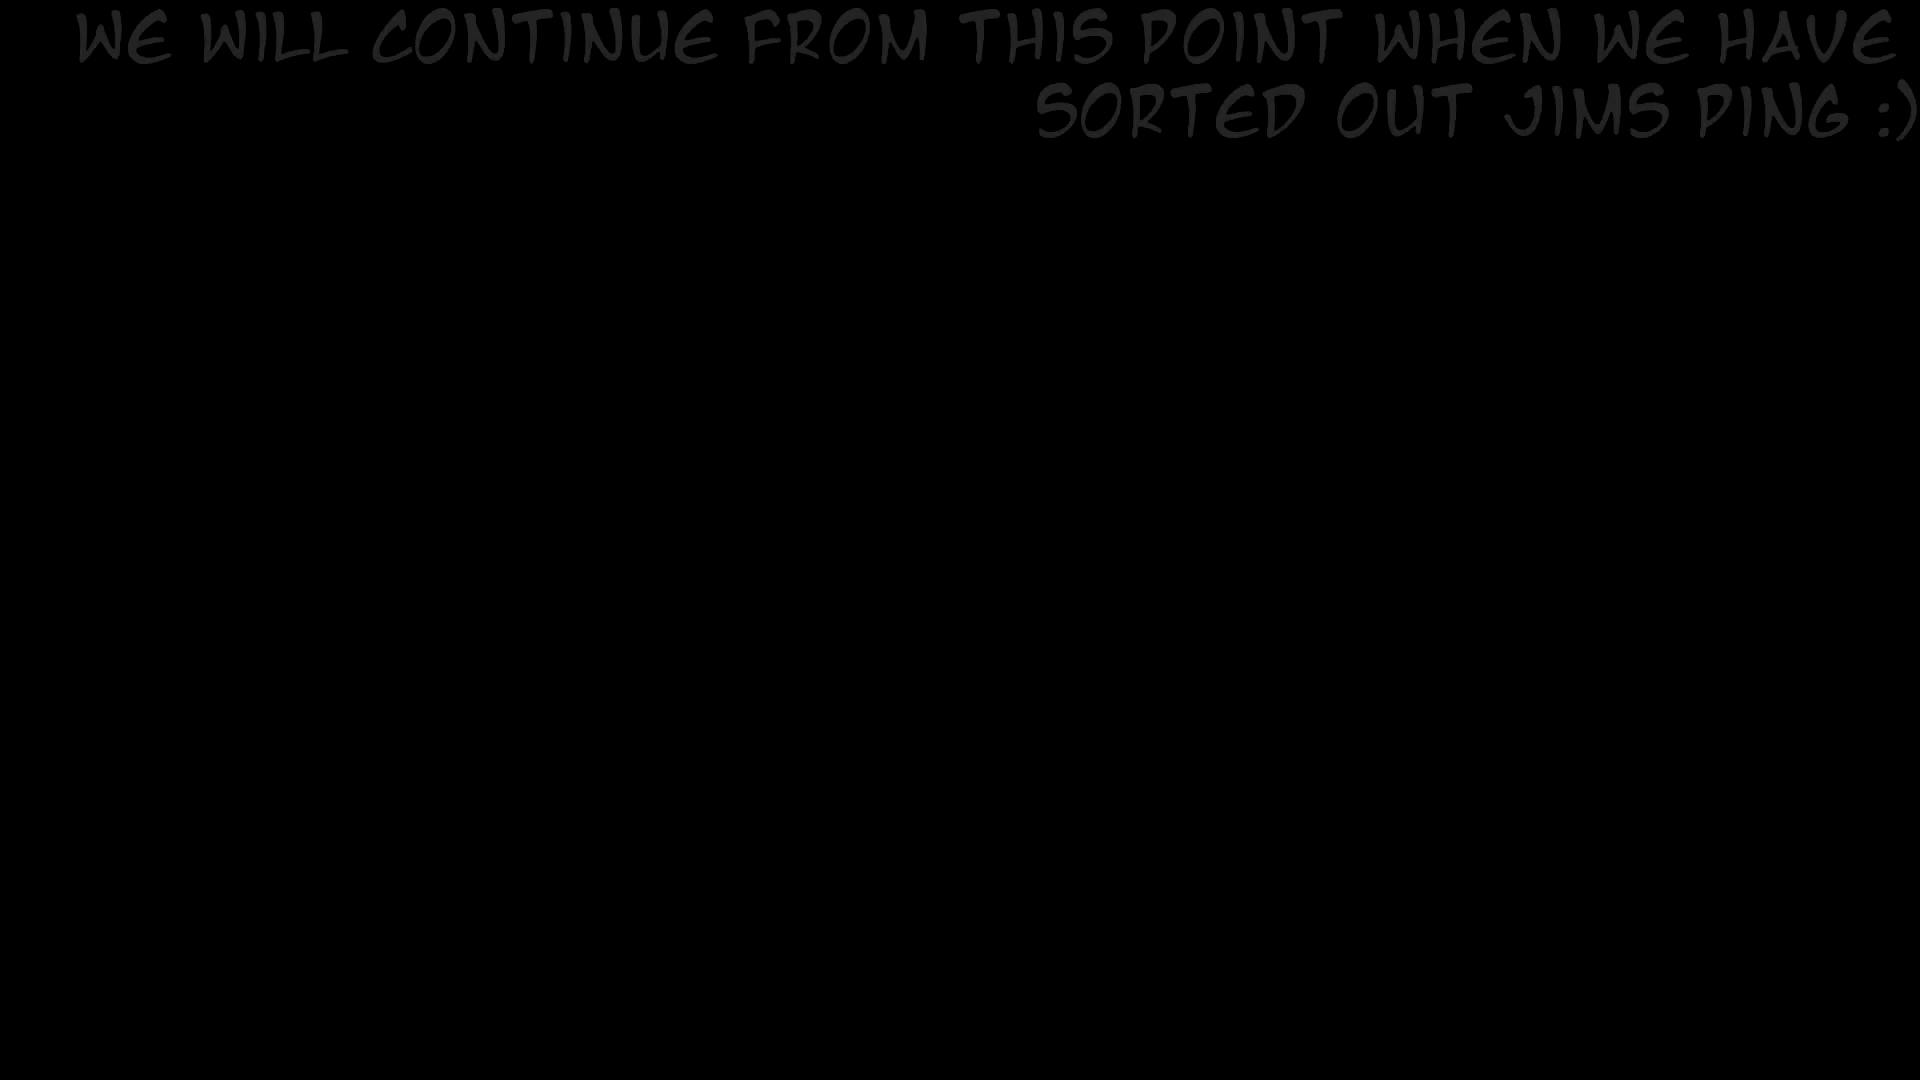 WE WILL CONTINUE FROM THIS POINT WHEN WE HAVE
SORTED OUT JIMS PING :)